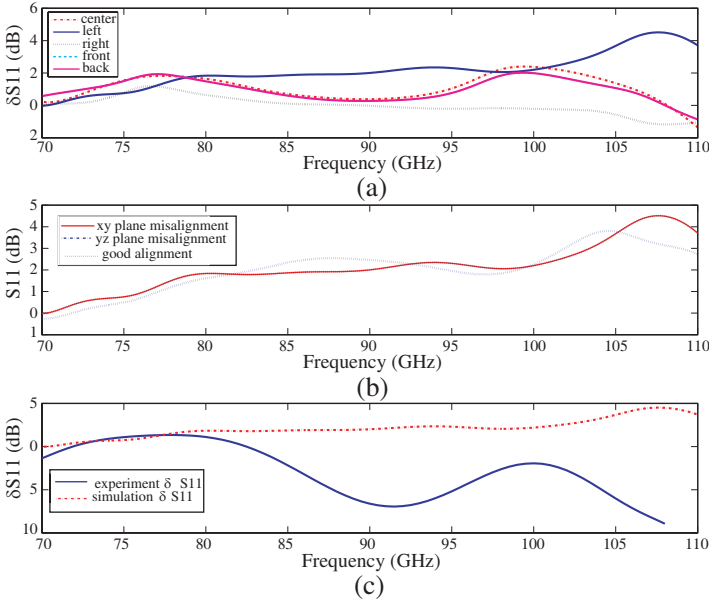 6
4
2
0
2
δS11 (dB)
center
left
right
front
back
70 75 80 85 90 95 100 105 110
Frequency (GHz)
(a)
5
4
3
2
1
0
1
S11 (dB)
xy plane misalignment
yz plane misalignment
good alignment
70 75 80 85 90 95 100 105 110
Frequency (GHz)
(b)
5
0
5
10
δS11 (dB)
experiment δ S11
simulation δ S11
70 75 80 85 90 95 100 105 110
Frequency (GHz)
(c)